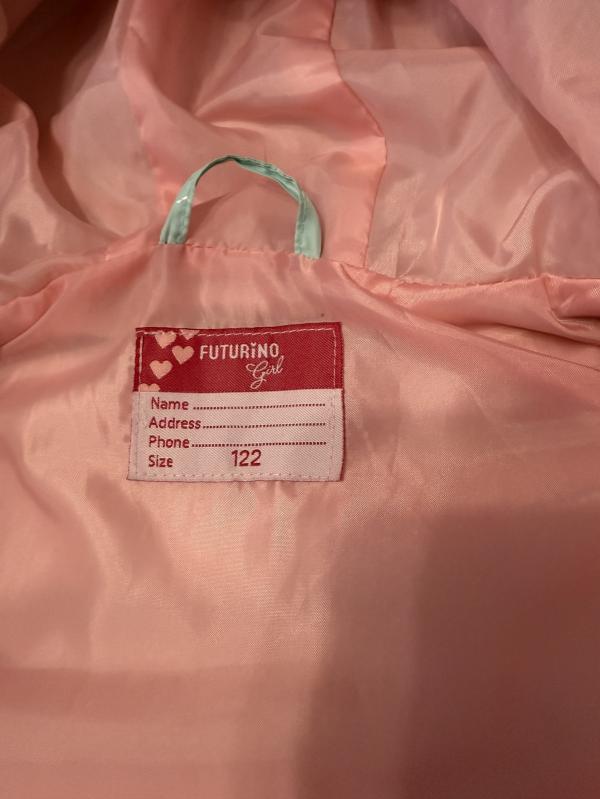 FUTURINO
Girl
Name
Address
Phone
Size 122